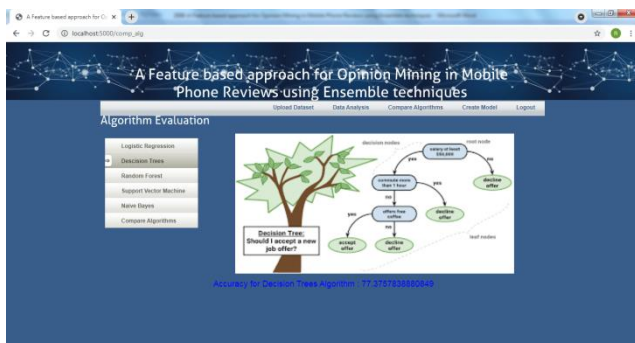 A Feature based approach for O
localhost:5000/comp_alg
A Feature based approach for Opinion Mining in Mobile
Phone Reviews using Ensemble techniques
Upload Dataset Data Analysis Compare Algorithms Create Model Logout
Algorithm Evaluation
Logistic Regression
Descision Trees
Random Forest
Support Vector Machine
Naive Bayes
Compare Algorithms
decision nodes
root node
salary at least
$50,000
yes
no
commute more
than 1 hour
decline
offer
yes
no
offers free
coffee
decline
offer
yes
no
leaf nodes
Decision Tree:
Should I accept a new
job offer?
accept
offer
decline
offer
Accuracy for Decision Trees Algorithm : 77.3757838880849